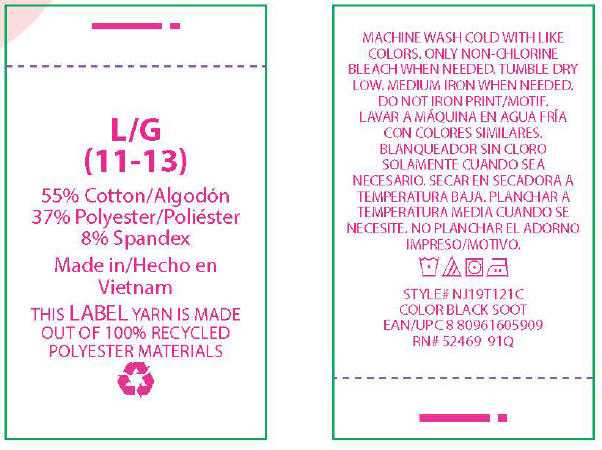 L/G
(11-13)
55% Cotton/Algodón
37% Polyester/Poliéster
8% Spandex
Made in/Hecho en
Vietnam
THIS LABEL YARN IS MADE
OUT OF 100% RECYCLED
POLYESTER MATERIALS
MACHINE WASH COLD WITH LIKE
COLORS. ONLY NON-CHLORINE
BLEACH WHEN NEEDED, TUMBLE DRY
LOW. MEDIUM IRON WHEN NEEDED.
DO NOT IRON PRINT/MOTIF.
LAVAR A MÁQUINA EN AGUA FRÍA
CON COLORES SIMILARES.
BLANQUEADOR SIN CLORO
SOLAMENTE CUANDO SEA
NECESARIO. SECAR EN SECADORA A
TEMPERATURA BAJA. PLANCHAR A
TEMPERATURA MEDIA CUANDO SE
NECESITE. NO PLANCHAR EL ADORNO
IMPRESO/MOTIVO.
STYLE# NJ19T121C
COLOR BLACK SOOT
EAN/UPC 8 80961605909
RN# 52469 91Q